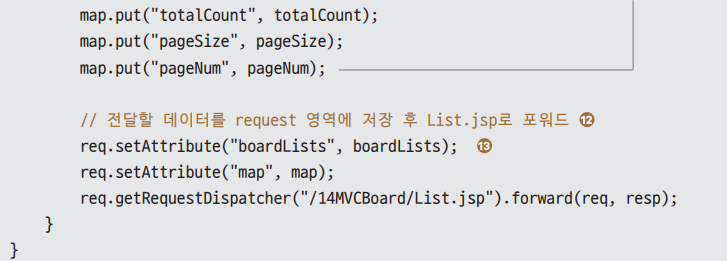 map.put("totalCount", totalCount);
map.put("pageSize", pageSize);
map.put("pageNum", pageNum);
// 전달할 데이터를 request 영역에 저장 후 List.jsp로 포워드 ⓬
req.setAttribute("boardLists", boardLists); ⓭
req.setAttribute("map", map);
req.getRequestDispatcher("/14MVCBoard/List.jsp").forward(req, resp);
}
}